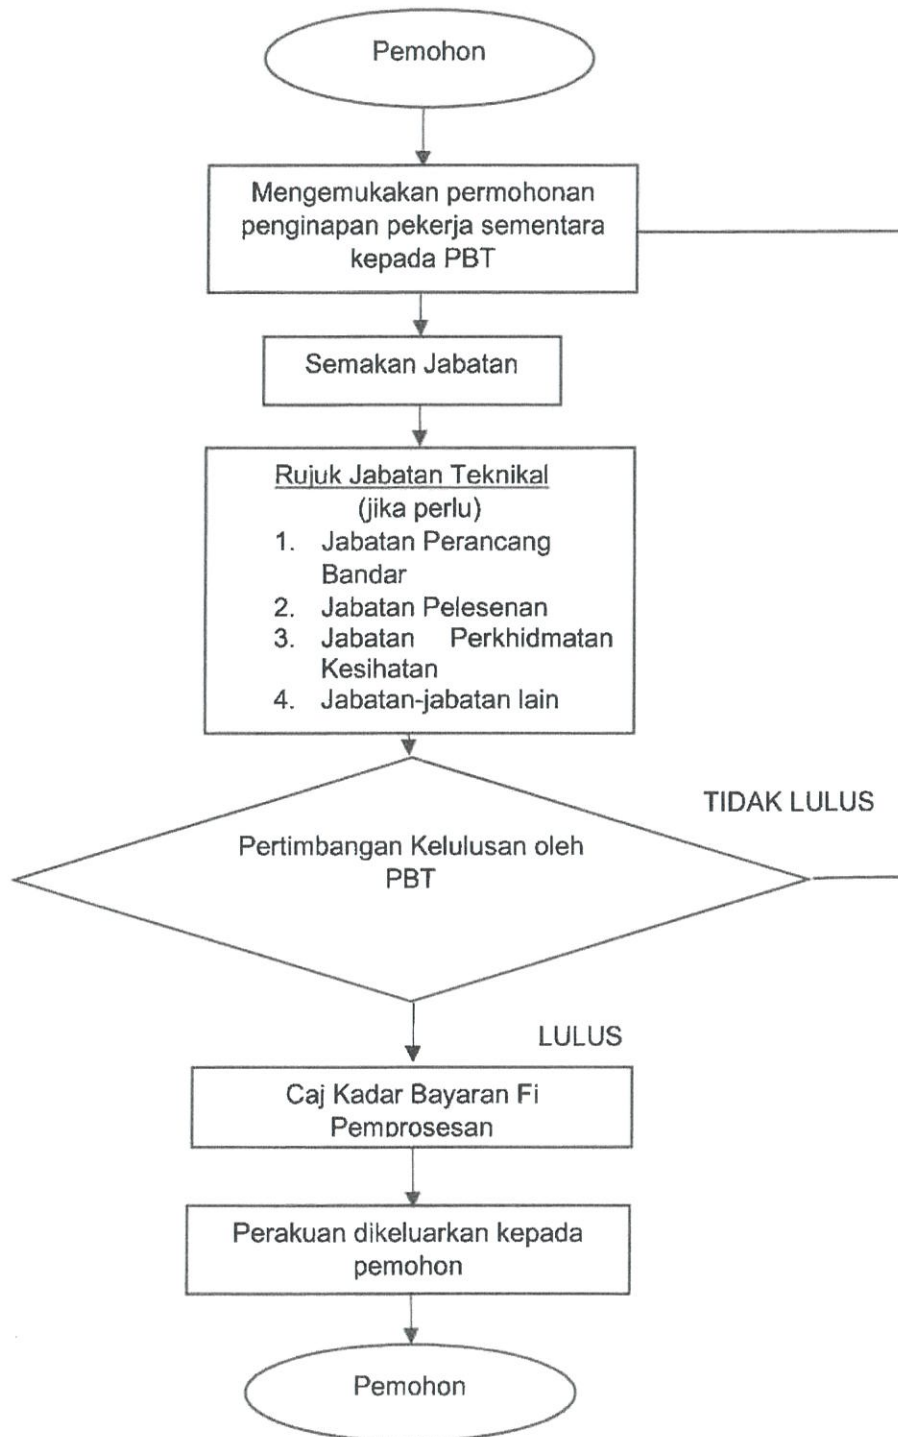 Pemohon
Mengemukakan permohonan
penginapan pekerja sementara
kepada PBT
Semakan Jabatan
Rujuk Jabatan Teknikal
(jika perlu)
1. Jabatan Perancang
Bandar
2. Jabatan Pelesenan
3. Jabatan Perkhidmatan
Kesihatan
4. Jabatan-jabatan lain
TIDAK LULUS
Pertimbangan Kelulusan oleh
PBT
LULUS
Caj Kadar Bayaran Fi
Pemprosesan
Perakuan dikeluarkan kepada
pemohon
Pemohon